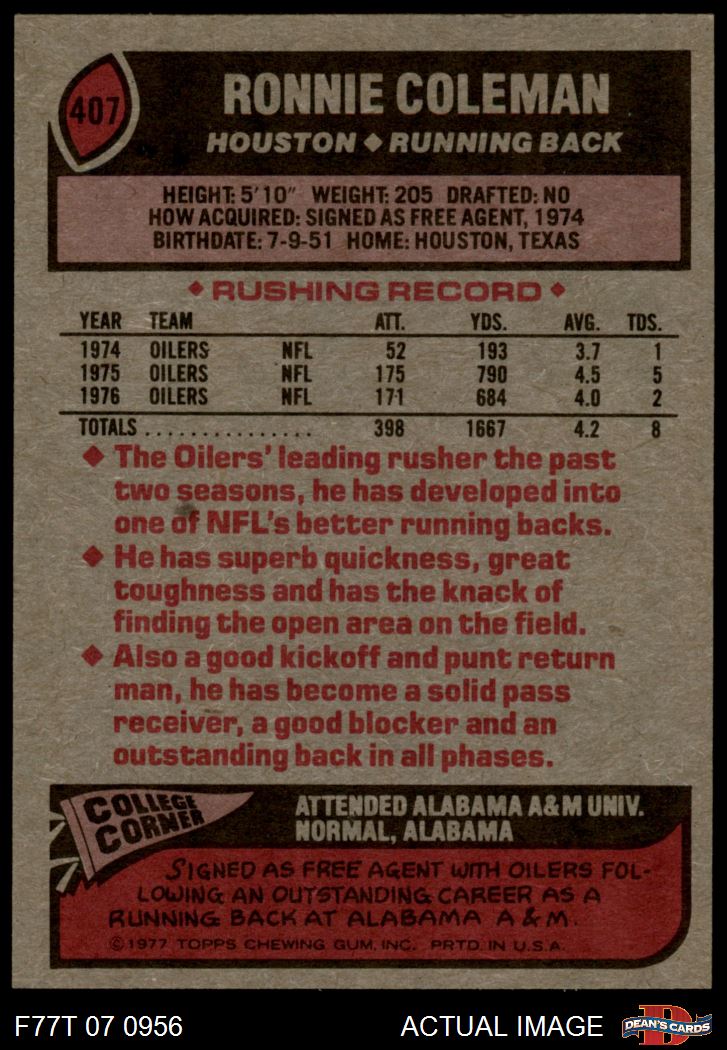 407
RONNIE COLEMAN
HOUSTON ◆ RUNNING BACK
HEIGHT: 5'10" WEIGHT: 205 DRAFTED: NO
HOW ACQUIRED: SIGNED AS FREE AGENT, 1974
BIRTHDATE: 7-9-51 HOME: HOUSTON, TEXAS
◆ RUSHING RECORD ◆
YEAR TEAM ATT. YDS. AVG. TDS.
1974 OILERS NFL 52 193 3.7 1
1975 OILERS NFL 175 790 4.5 5
1976 OILERS NFL 171 684 4.0 2
TOTALS ............... 398 1667 4.2 8
◆ The Oilers' leading rusher the past
two seasons, he has developed into
one of NFL's better running backs.
◆ He has superb quickness, great
toughness and has the knack of
finding the open area on the field.
◆ Also a good kickoff and punt return
man, he has become a solid pass
receiver, a good blocker and an
outstanding back in all phases.
COLLEGE
CORNER
ATTENDED ALABAMA A&M UNIV.
NORMAL, ALABAMA
SIGNED AS FREE AGENT WITH OILERS FOL-
LOWING AN OUTSTANDING CAREER AS A
RUNNING BACK AT ALABAMA A & M.
©1977 TOPPS CHEWING GUM, INC. PRTD. IN U.S.A.
F77T 07 0956 ACTUAL IMAGE D DEAN'S CARDS